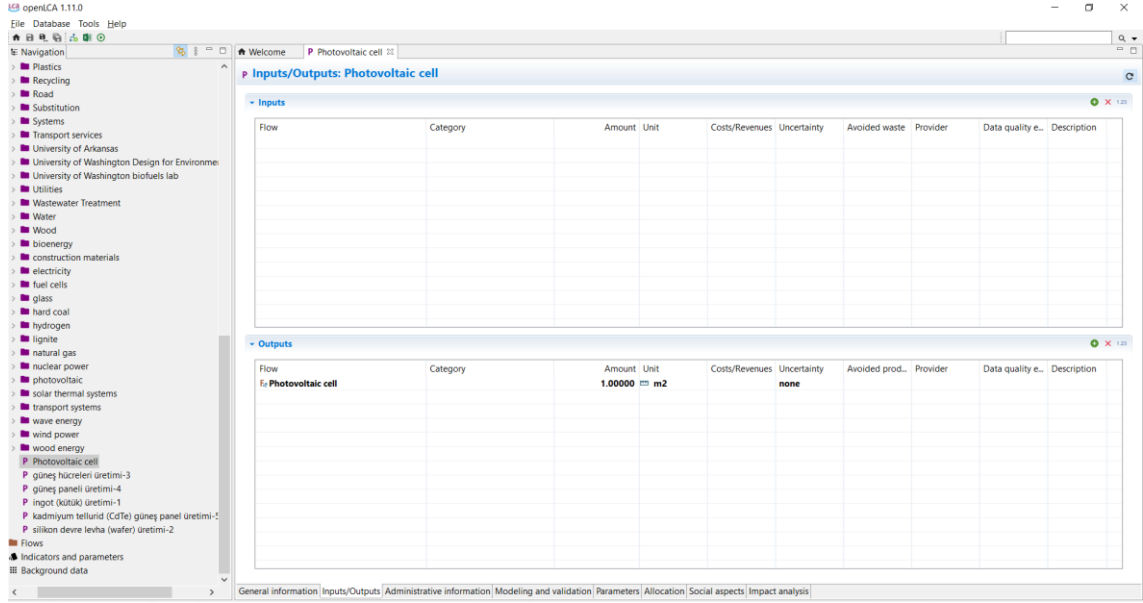 openLCA 1.11.0
File Database Tools Help
Navigation
Welcome
P Photovoltaic cell
Plastics
Recycling
Road
Substitution
Systems
Transport services
University of Arkansas
University of Washington Design for Environme
University of Washington biofuels lab
Utilities
Wastewater Treatment
Water
Wood
bioenergy
construction materials
electricity
fuel cells
glass
hard coal
hydrogen
lignite
natural gas
nuclear power
photovoltaic
solar thermal systems
transport systems
wave energy
wind power
wood energy
P Photovoltaic cell
P güneş hücreleri üretimi-3
P güneş paneli üretimi-4
P ingot (kütük) üretimi-1
P kadmiyum tellurid (CdTe) güneş panel üretimi-5
P silikon devre levha (wafer) üretimi-2
Flows
Indicators and parameters
Background data
P Inputs/Outputs: Photovoltaic cell
Inputs
1.23
Flow Category Amount Unit Costs/Revenues Uncertainty Avoided waste Provider Data quality e... Description
Outputs
1.23
Flow Category Amount Unit Costs/Revenues Uncertainty Avoided prod... Provider Data quality e... Description
Photovoltaic cell 1.00000 m2 none
General information Inputs/Outputs Administrative information Modeling and validation Parameters Allocation Social aspects Impact analysis